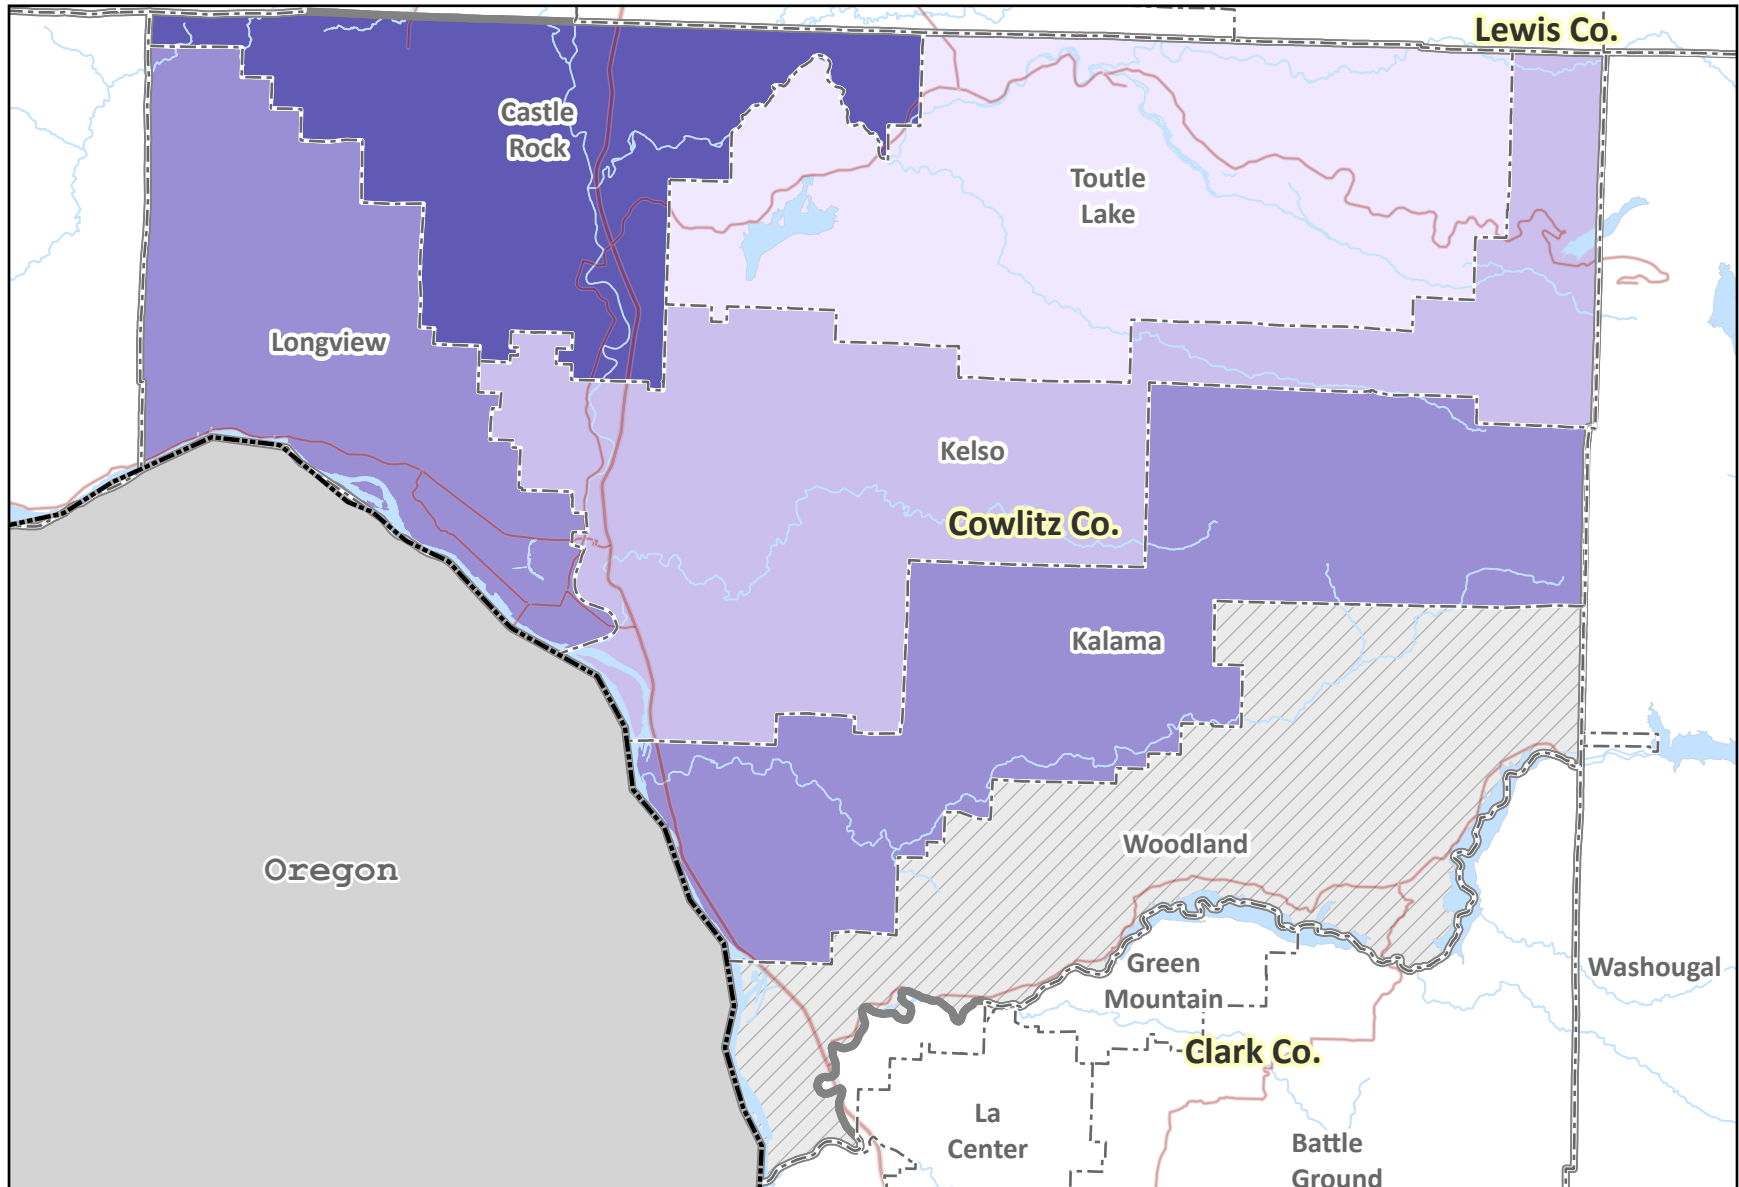 Lewis Co.
Castle
Rock
Toutle
Lake
Longview
Kelso
Cowlitz Co.
Kalama
Woodland
Oregon
Green
Mountain
Washougal
Clark Co.
La
Center
Battle
Ground